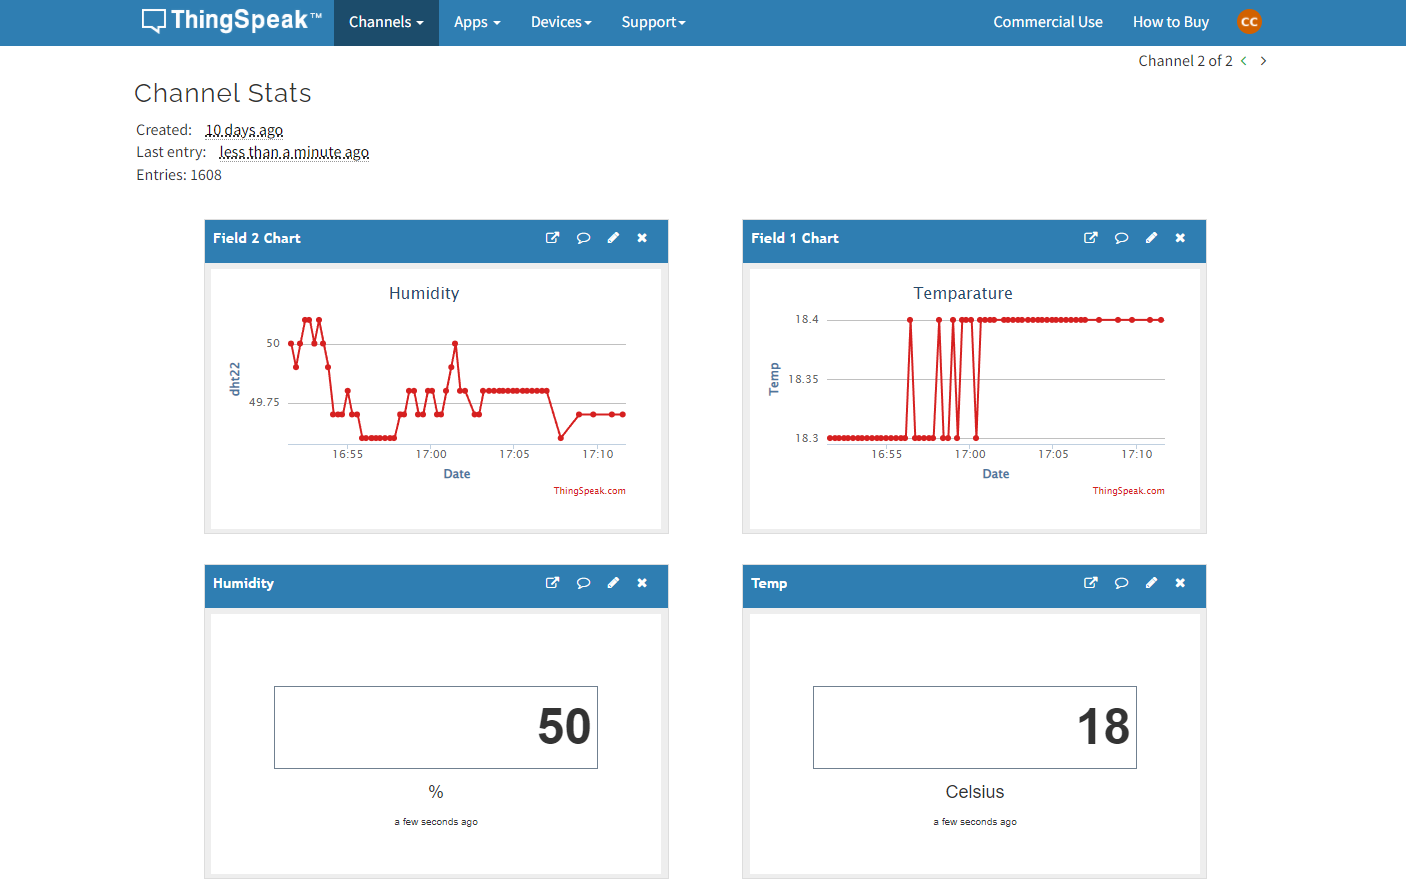 ThingSpeak™ Channels Apps Devices Support Commercial Use How to Buy CC
Channel 2 of 2
Channel Stats
Created: 10 days ago
Last entry: less than a minute ago
Entries: 1608
Field 2 Chart
Humidity
dht22
50
49.75
16:55 17:00 17:05 17:10
Date
ThingSpeak.com
Field 1 Chart
Temparature
Temp
18.4
18.35
18.3
16:55 17:00 17:05 17:10
Date
ThingSpeak.com
Humidity
50
%
a few seconds ago
Temp
18
Celsius
a few seconds ago